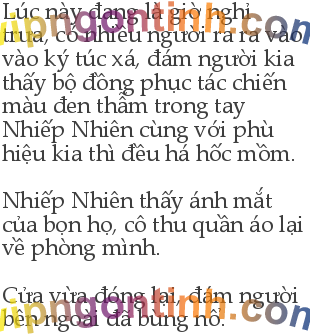 Lúc này đang là giờ nghỉ
trưa, có nhiều người ra ra vào
vào ký túc xá, đám người kia
thấy bộ đồng phục tác chiến
màu đen thẫm trong tay
Nhiếp Nhiên cùng với phù
hiệu kia thì đều há hốc mồm.
Nhiếp Nhiên thấy ánh mắt
của bọn họ, cô thu quần áo lại
về phòng mình.
Cửa vừa đóng lại, đám người
bên ngoài đã bùng nổ.